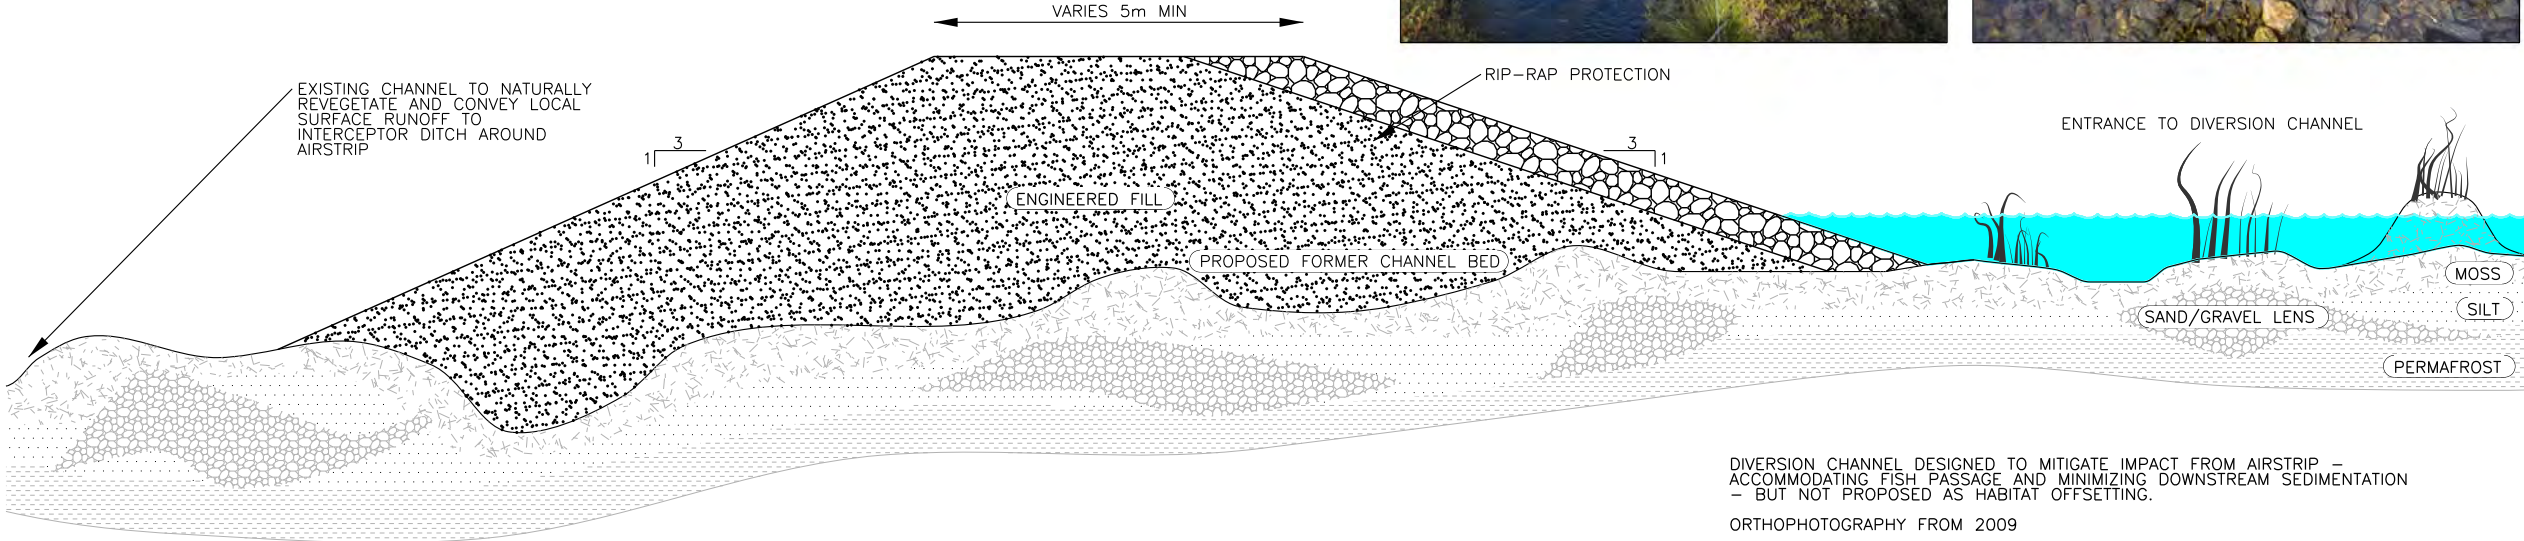 VARIES 5m MIN
EXISTING CHANNEL TO NATURALLY
REVEGETATE AND CONVEY LOCAL
SURFACE RUNOFF TO
INTERCEPTOR DITCH AROUND
AIRSTRIP
RIP-RAP PROTECTION
ENTRANCE TO DIVERSION CHANNEL
3
1
3
1
ENGINEERED FILL
PROPOSED FORMER CHANNEL BED
MOSS
SILT
SAND/GRAVEL LENS
PERMAFROST
DIVERSION CHANNEL DESIGNED TO MITIGATE IMPACT FROM AIRSTRIP –
ACCOMMODATING FISH PASSAGE AND MINIMIZING DOWNSTREAM SEDIMENTATION
– BUT NOT PROPOSED AS HABITAT OFFSETTING.
ORTHOPHOTOGRAPHY FROM 2009